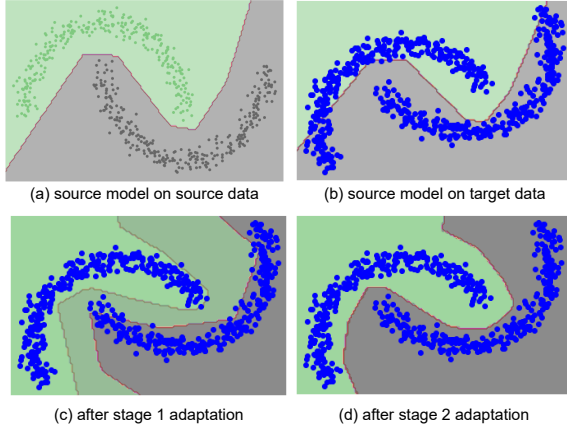 (a) source model on source data
(b) source model on target data
(c) after stage 1 adaptation
(d) after stage 2 adaptation